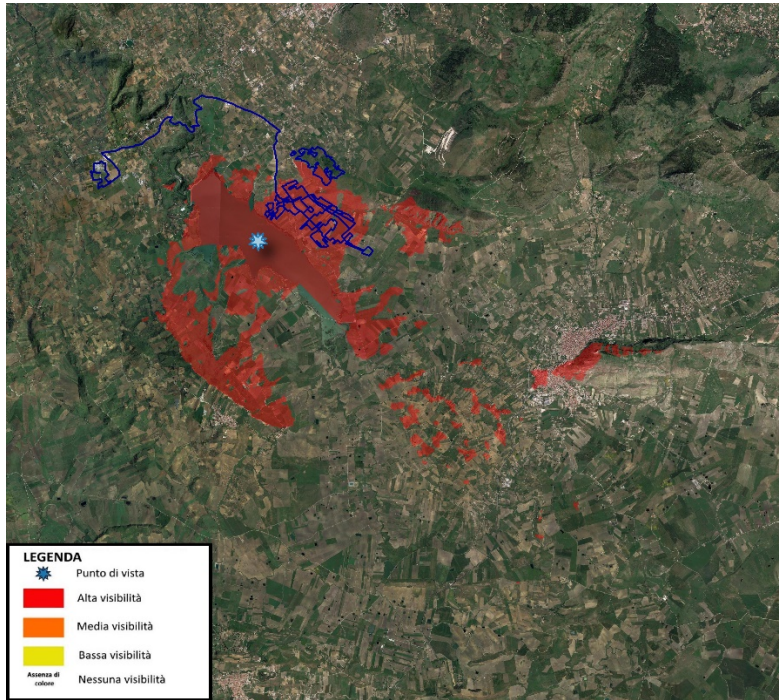 LEGENDA
Punto di vista
Alta visibilità
Media visibilità
Bassa visibilità
Assenza di
colore
Nessuna visibilità